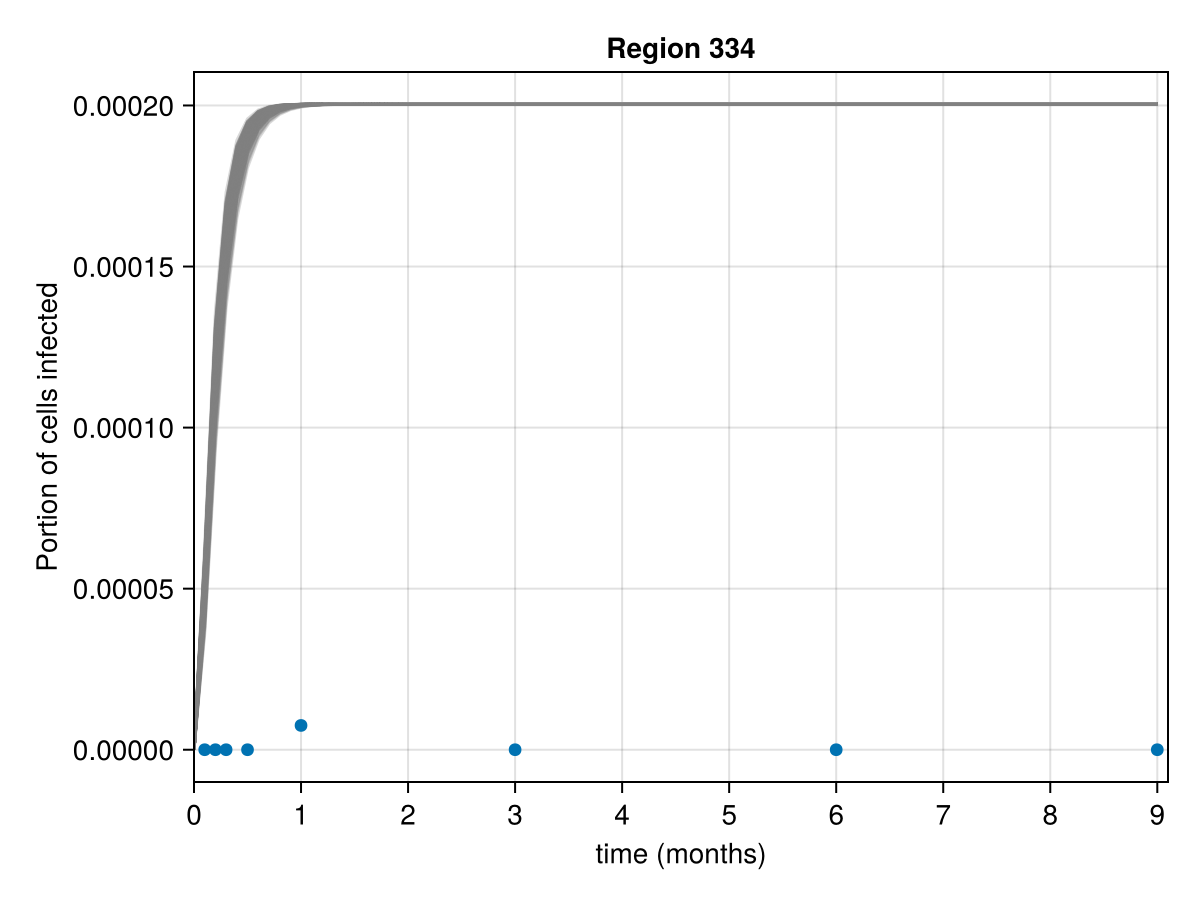 Region 334
0.00020
0.00015
0.00010
0.00005
0.00000
Portion of cells infected
0 1 2 3 4 5 6 7 8 9
time (months)